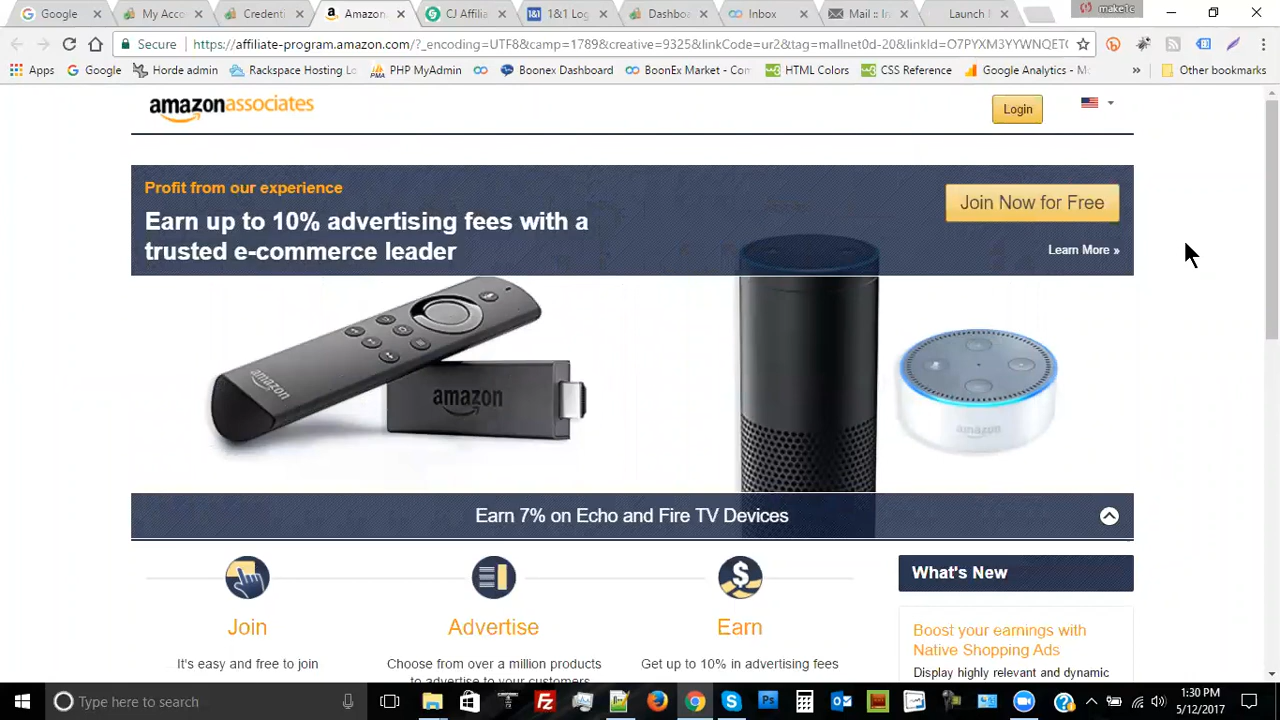 Google
My Acco
Credenti
Amazon.
CJ Affilia
1&1 Log
Dashboa
Inbox
Mail :: In
Launch M
make1c
Secure
https://affiliate-program.amazon.com/?_encoding=UTF8&camp=1789&creative=9325&linkCode=ur2&tag=mallnet0d-20&linkId=O7PYXM3YYWNQETC
Apps
Google
Horde admin
Rackspace Hosting Lo
PHP MyAdmin
Boonex Dashboard
BoonEx Market - Com
HTML Colors
CSS Reference
Google Analytics - Mo
»
Other bookmarks
amazonassociates
Login
Profit from our experience
Earn up to 10% advertising fees with a
trusted e-commerce leader
Join Now for Free
Learn More »
amazon
amazon
amazon
Earn 7% on Echo and Fire TV Devices
Join
It's easy and free to join
Advertise
Choose from over a million products
to advertise to your customers
Earn
Get up to 10% in advertising fees
What's New
Boost your earnings with
Native Shopping Ads
Display highly relevant and dynamic
Type here to search
1:30 PM
5/12/2017